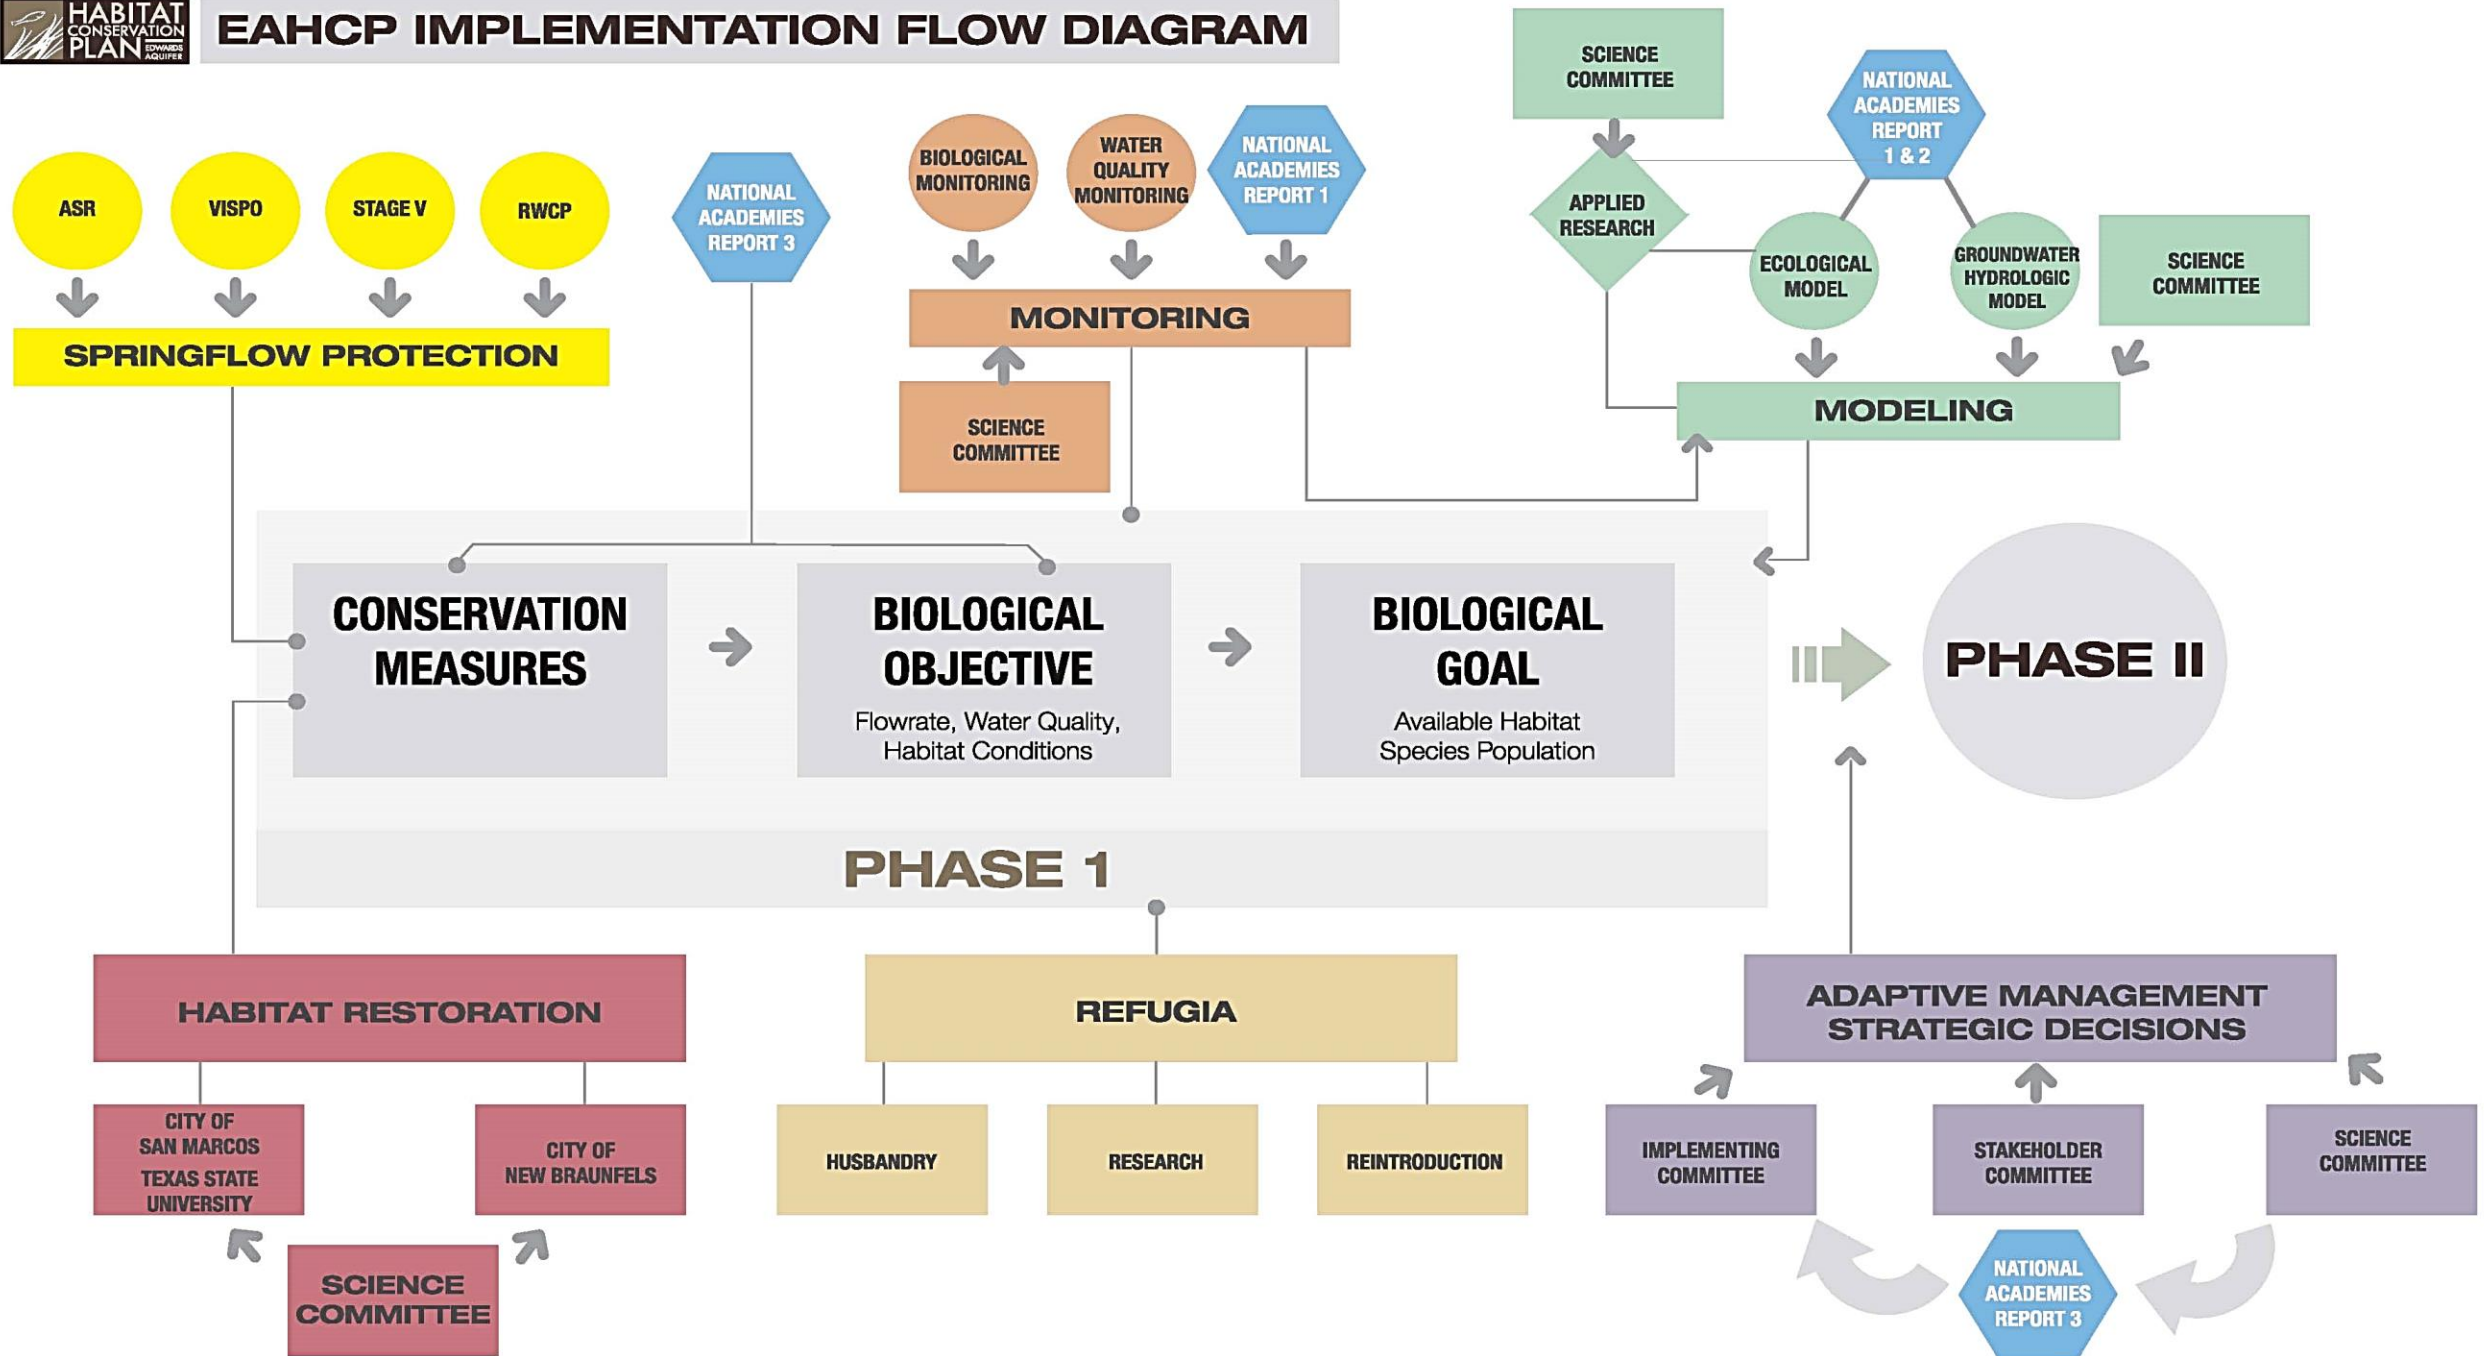 HABITAT
CONSERVATION
PLAN
EDWARDS
AQUIFER
EAHCP IMPLEMENTATION FLOW DIAGRAM
SCIENCE
COMMITTEE
NATIONAL
ACADEMIES
REPORT
1 & 2
BIOLOGICAL
MONITORING
WATER
QUALITY
MONITORING
NATIONAL
ACADEMIES
REPORT 1
ASR
VISPO
STAGE V
RWCP
NATIONAL
ACADEMIES
REPORT 3
APPLIED
RESEARCH
ECOLOGICAL
MODEL
GROUNDWATER
HYDROLOGIC
MODEL
SCIENCE
COMMITTEE
SPRINGFLOW PROTECTION
MONITORING
SCIENCE
COMMITTEE
MODELING
CONSERVATION
MEASURES
BIOLOGICAL
OBJECTIVE
Flowrate, Water Quality,
Habitat Conditions
BIOLOGICAL
GOAL
Available Habitat
Species Population
PHASE II
PHASE 1
HABITAT RESTORATION
REFUGIA
ADAPTIVE MANAGEMENT
STRATEGIC DECISIONS
CITY OF
SAN MARCOS
TEXAS STATE
UNIVERSITY
CITY OF
NEW BRAUNFELS
HUSBANDRY
RESEARCH
REINTRODUCTION
IMPLEMENTING
COMMITTEE
STAKEHOLDER
COMMITTEE
SCIENCE
COMMITTEE
SCIENCE
COMMITTEE
NATIONAL
ACADEMIES
REPORT 3